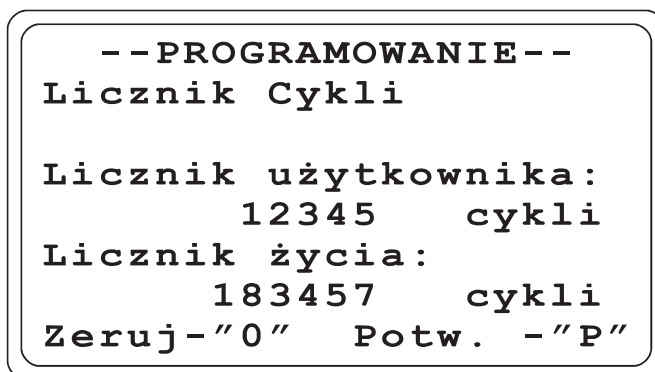 --PROGRAMOWANIE--
Licznik Cykli
Licznik użytkownika:
12345 cykli
Licznik życia:
183457 cykli
Zeruj-"0" Potw. -"P"